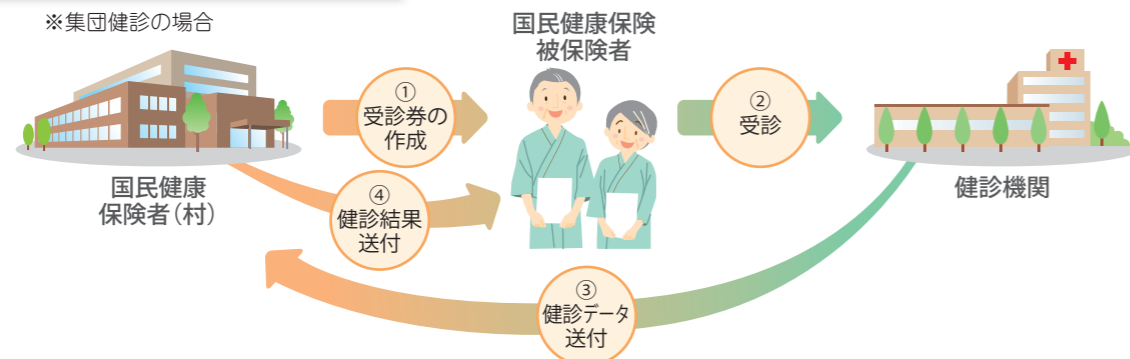 ※集団健診の場合
国民健康保険
被保険者
①
受診券の
作成
②
受診
国民健康
保険者(村)
④
健診結果
送付
健診機関
③
健診データ
送付